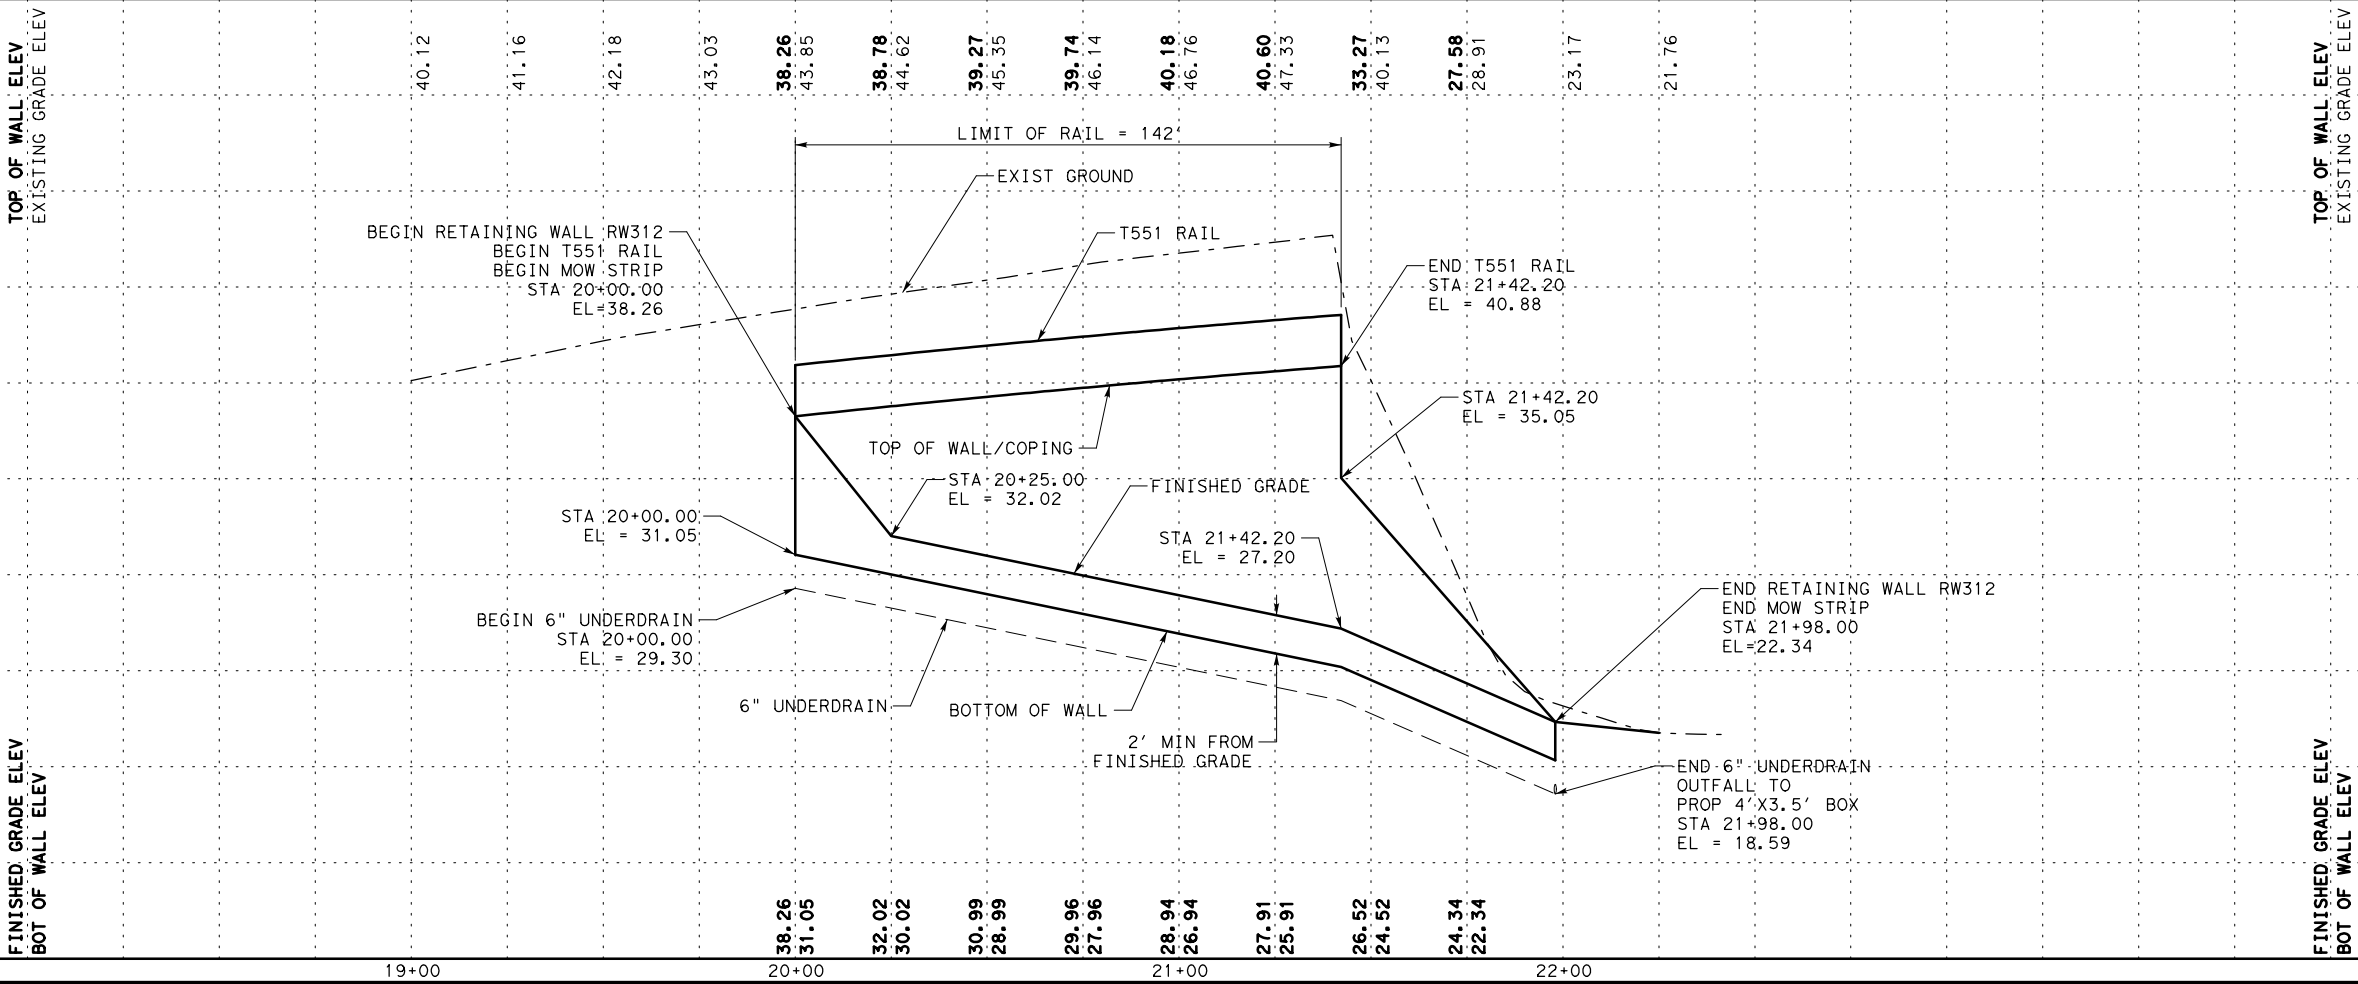 TOP OF WALL ELEV
EXISTING GRADE ELEV
40.12
41.16
42.18
43.03
38.26
43.85
38.78
44.62
39.27
45.35
39.74
46.14
40.18
46.76
40.60
47.33
33.27
40.13
27.58
28.91
23.17
21.76
TOP OF WALL ELEV
EXISTING GRADE ELEV
LIMIT OF RAIL = 142'
EXIST GROUND
BEGIN RETAINING WALL RW312
BEGIN T551 RAIL
BEGIN MOW STRIP
STA 20+00.00
EL=38.26
T551 RAIL
END T551 RAIL
STA 21+42.20
EL = 40.88
STA 21+42.20
EL = 35.05
TOP OF WALL/COPING
STA 20+25.00
EL = 32.02
FINISHED GRADE
STA 20+00.00
EL = 31.05
STA 21+42.20
EL = 27.20
END RETAINING WALL RW312
END MOW STRIP
STA 21+98.00
EL=22.34
BEGIN 6" UNDERDRAIN
STA 20+00.00
EL = 29.30
6" UNDERDRAIN
BOTTOM OF WALL
2' MIN FROM
FINISHED GRADE
END 6" UNDERDRAIN
OUTFALL TO
PROP 4'X3.5' BOX
STA 21+98.00
EL = 18.59
FINISHED GRADE ELEV
BOT OF WALL ELEV
38.26
31.05
32.02
30.02
30.99
28.99
29.96
27.96
28.94
26.94
27.91
25.91
26.52
24.52
24.34
22.34
FINISHED GRADE ELEV
BOT OF WALL ELEV
19+00
20+00
21+00
22+00